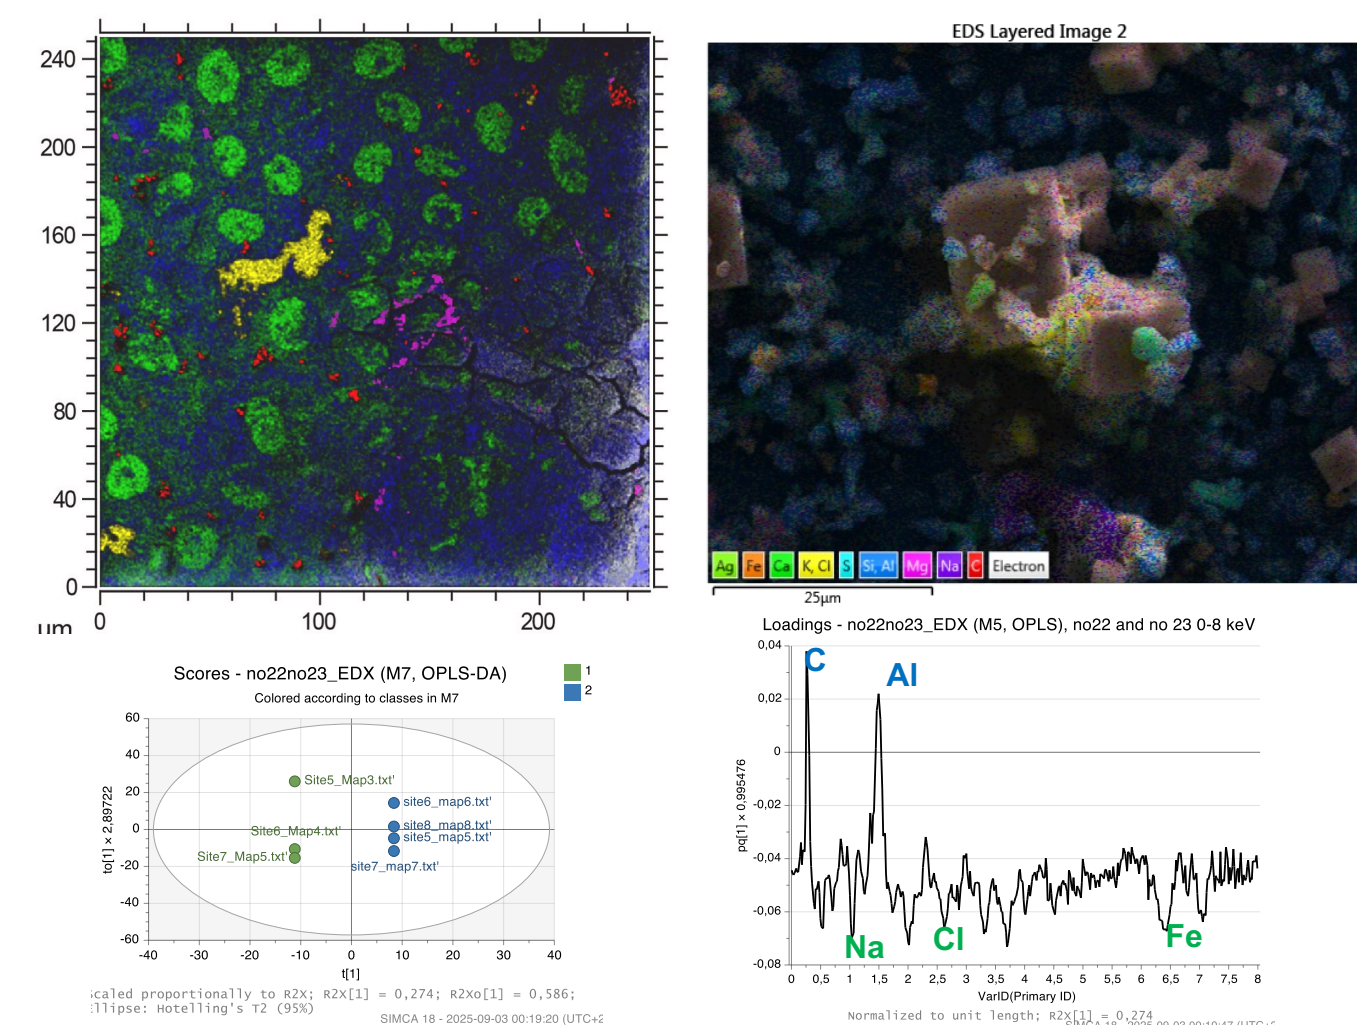 EDS Layered Image 2
240
200
160
120
80
40
0
0 100 200
µm
Ag Fe Ca K, Cl S Si, Al Mg Na C Electron
25µm
Scores - no22no23_EDX (M7, OPLS-DA)
Colored according to classes in M7
1
2
60
40
20
0
-20
-40
-60
to[1] × 2,89722
Site5_Map3.txt'
site6_map6.txt'
Site6_Map4.txt'
site8_map8.txt'
site5_map5.txt'
Site7_Map5.txt'
site7_map7.txt'
-40 -30 -20 -10 0 10 20 30 40
t[1]
scaled proportionally to R2X; R2X[1] = 0,274; R2Xo[1] = 0,586;
Ellipse: Hotelling's T2 (95%)
SIMCA 18 - 2025-09-03 00:19:20 (UTC+2
Loadings - no22no23_EDX (M5, OPLS), no22 and no 23 0-8 keV
0,04
0,02
0
-0,02
-0,04
-0,06
-0,08
pq[1] × 0,995476
C
Al
Na
Cl
Fe
0 0,5 1 1,5 2 2,5 3 3,5 4 4,5 5 5,5 6 6,5 7 7,5 8
VarID(Primary ID)
Normalized to unit length; R2X[1] = 0,274